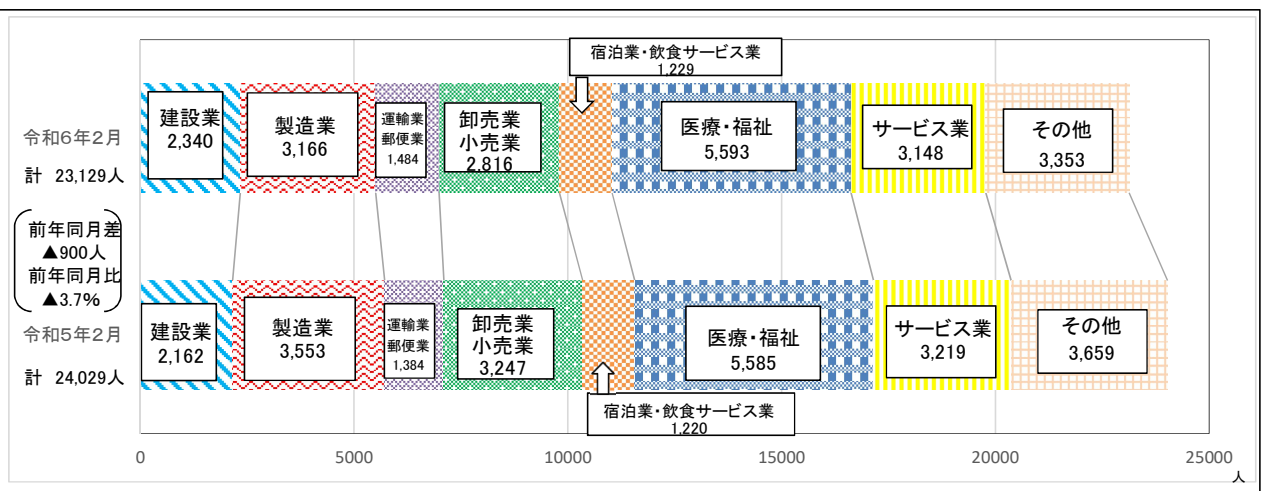 宿泊業・飲食サービス業
1,229
令和6年2月
計 23,129人
建設業
2,340
製造業
3,166
運輸業
郵便業
1,484
卸売業
小売業
2,816
医療・福祉
5,593
サービス業
3,148
その他
3,353
前年同月差
▲900人
前年同月比
▲3.7%
令和5年2月
計 24,029人
建設業
2,162
製造業
3,553
運輸業
郵便業
1,384
卸売業
小売業
3,247
医療・福祉
5,585
サービス業
3,219
その他
3,659
宿泊業・飲食サービス業
1,220
0 5000 10000 15000 20000 25000
人